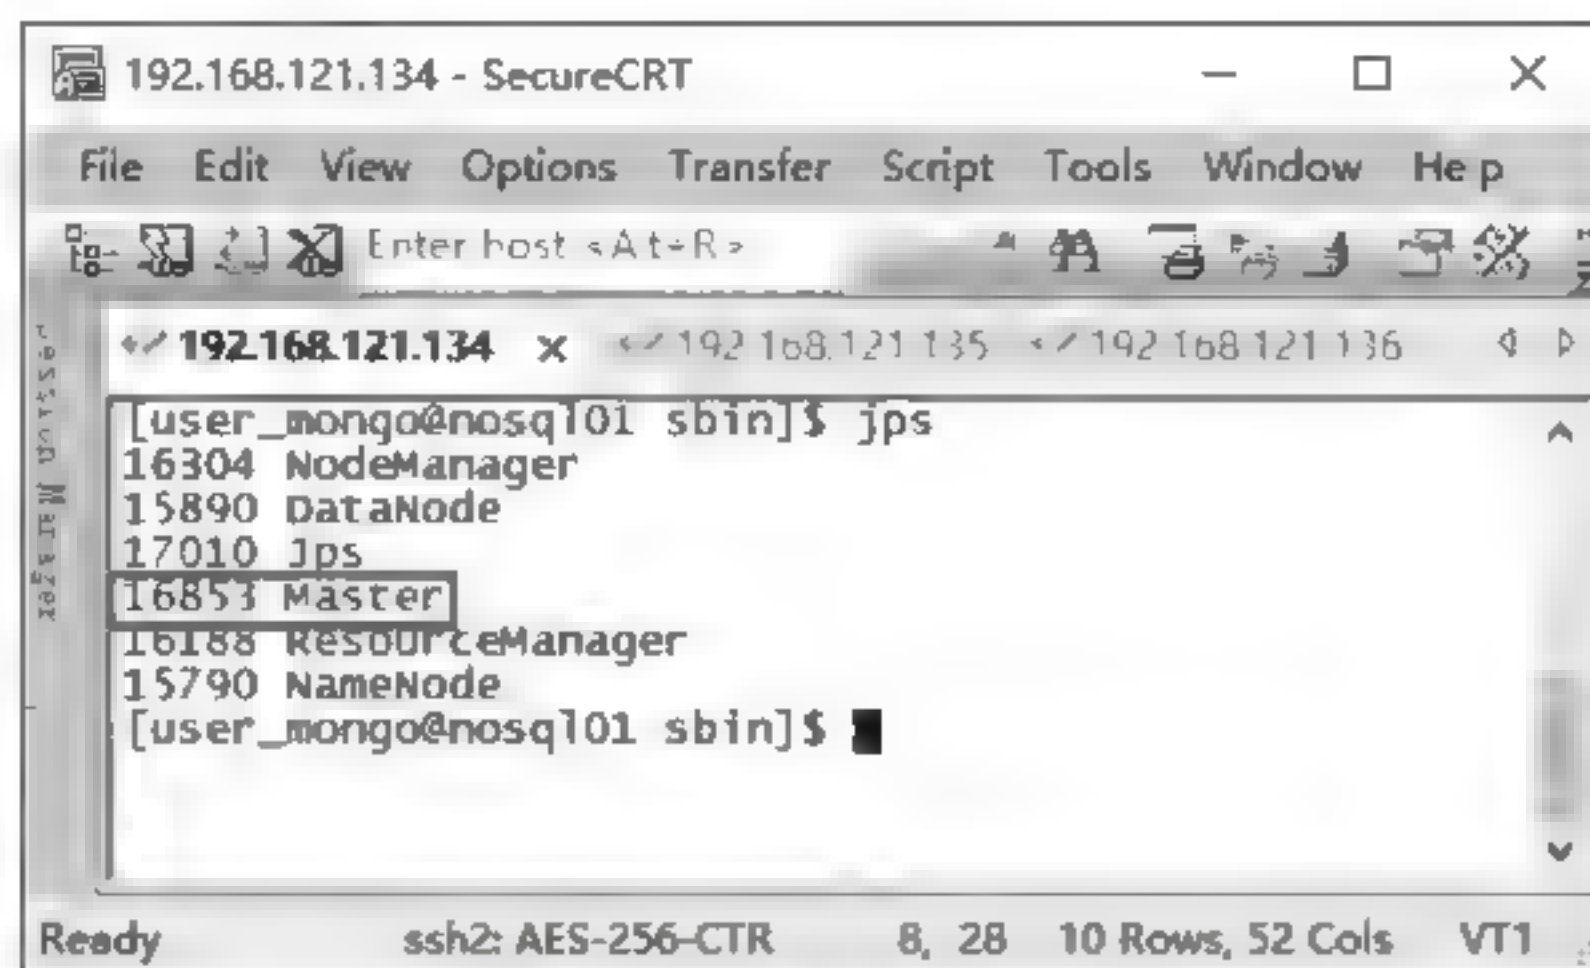 192.168.121.134 - SecureCRT
File Edit View Options Transfer Script Tools Window He p
Enter host <A t+R>
192.168.121.134 × 192.168.121.135 192.168.121.136
[user_mongo@nosql01 sbin]$ jps
16304 NodeManager
15890 DataNode
17010 Jps
16853 Master
16188 ResourceManager
15790 NameNode
[user_mongo@nosql01 sbin]$
Ready ssh2: AES-256-CTR 8, 28 10 Rows, 52 Cols VT1